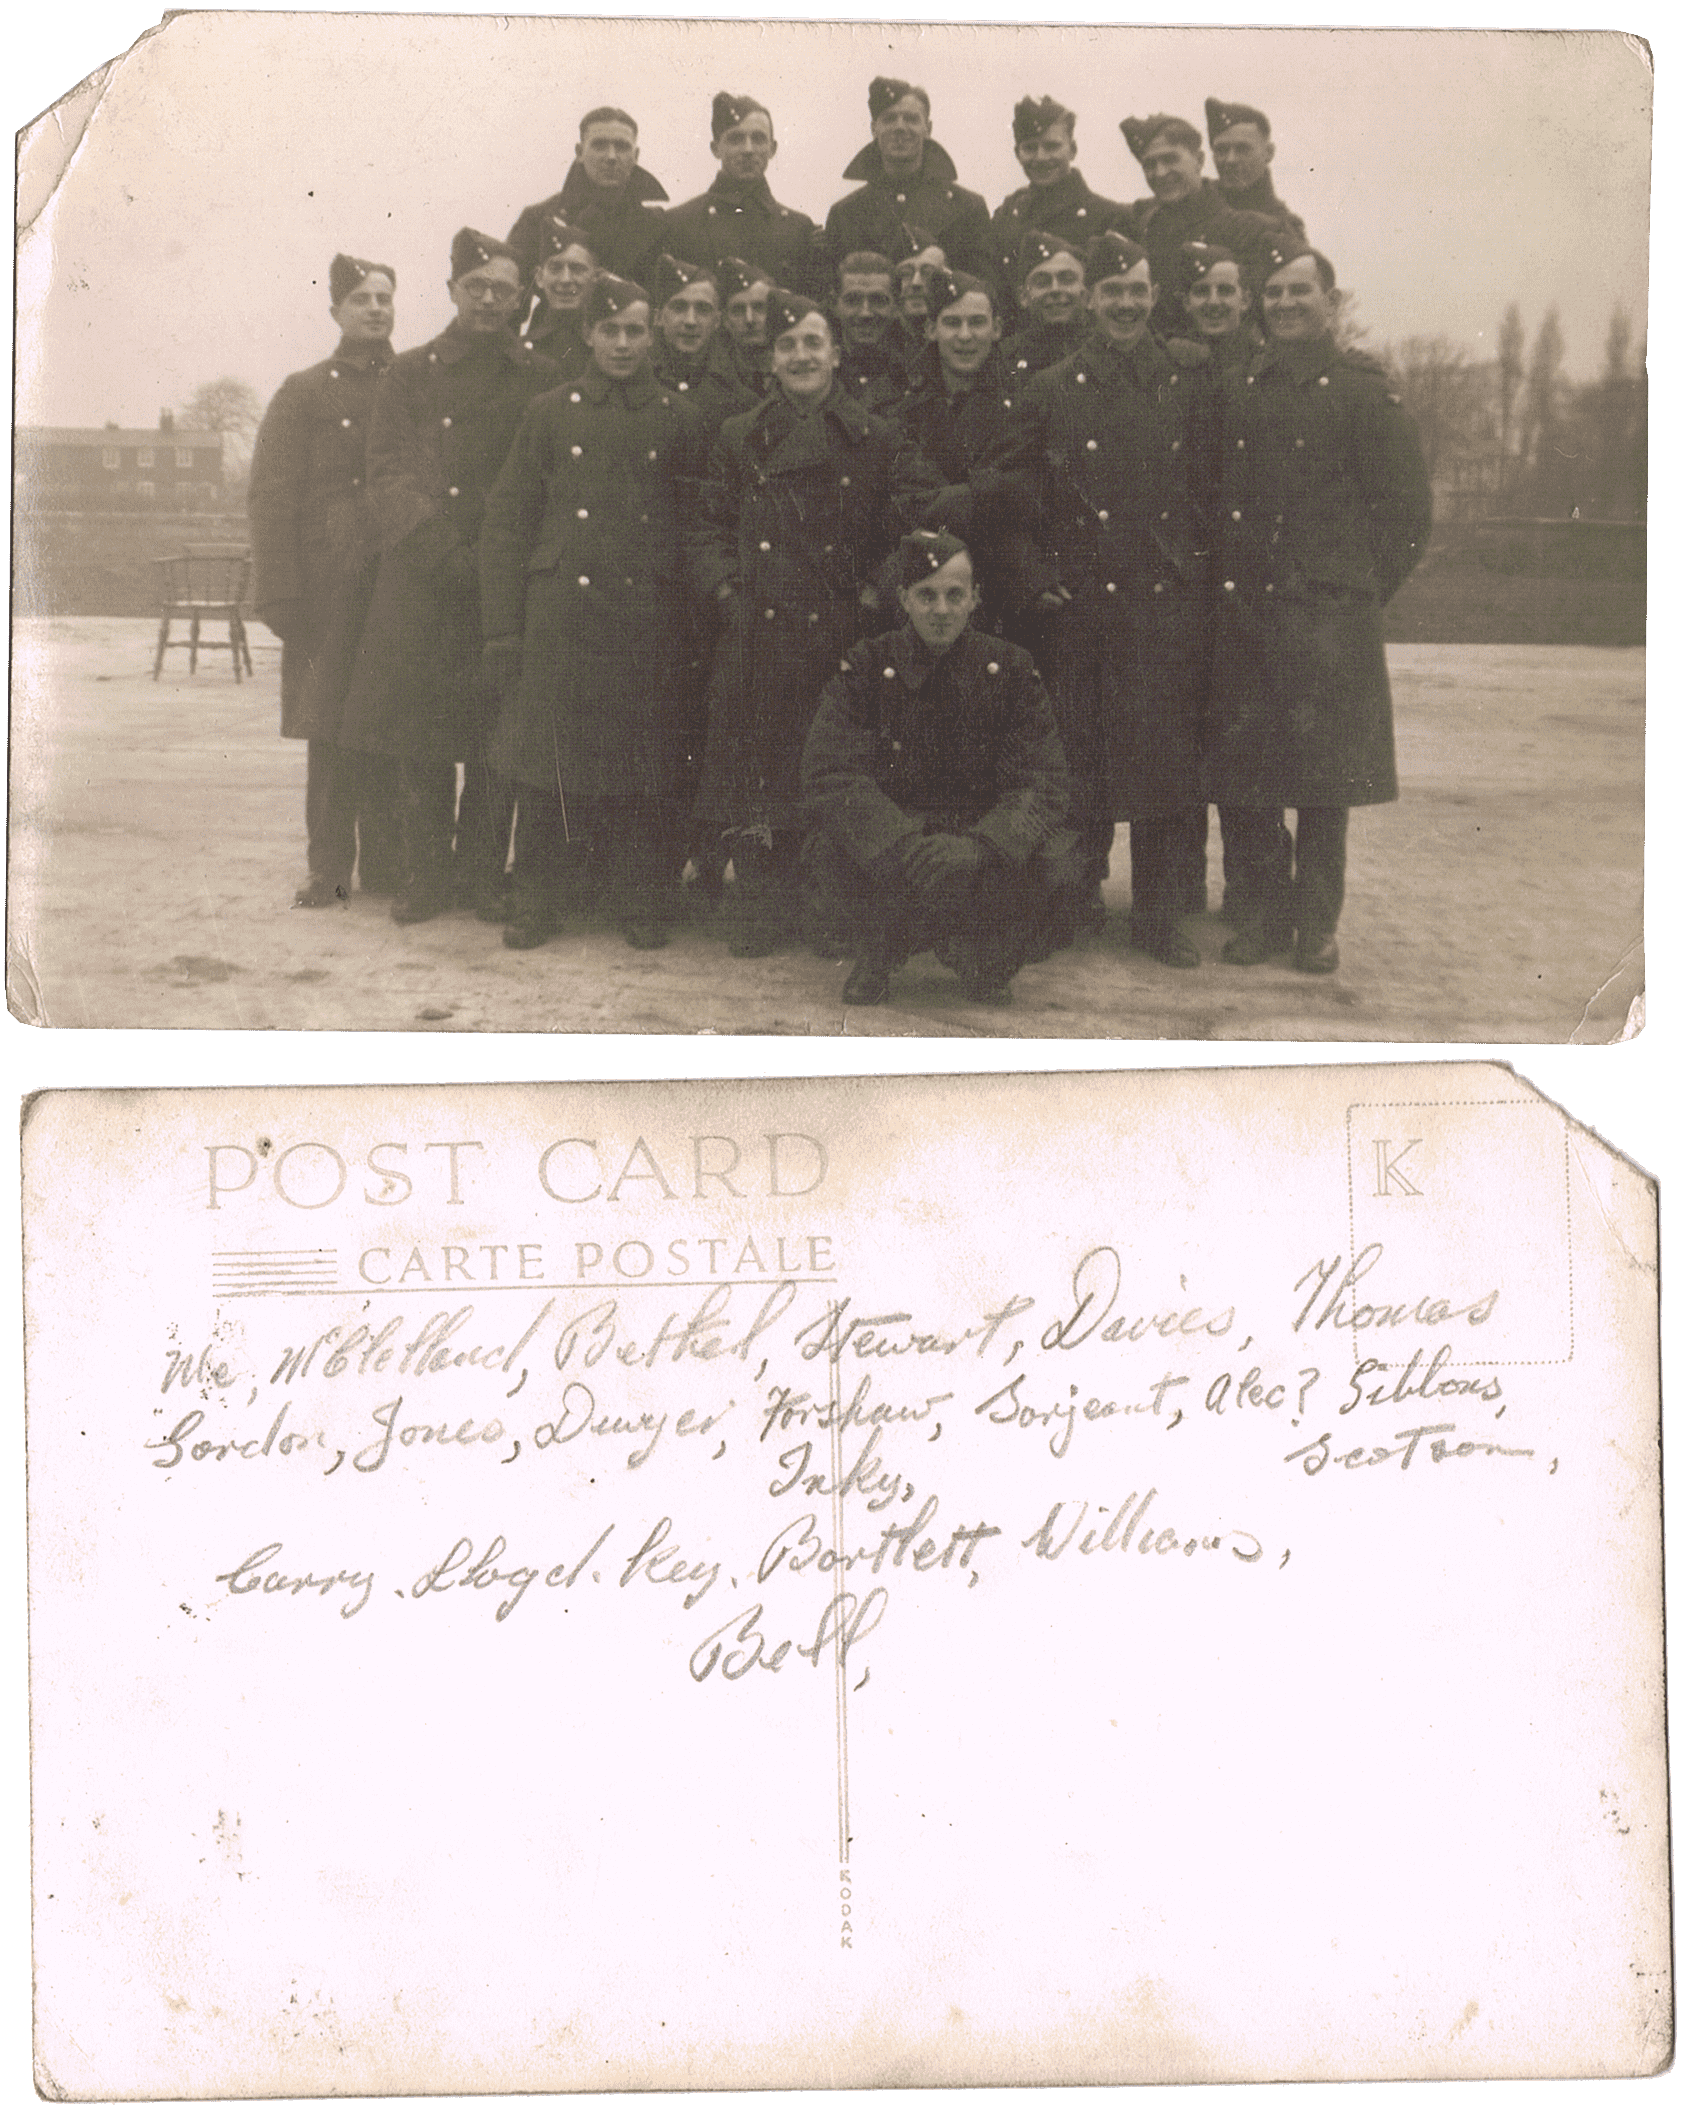 POST CARD
K
CARTE POSTALE
Me, McClelland, Bethel, Stewart, Davies, Thomas
Gordon, Jones, Dwyer, Forshaw, Sorjeant, Alec? Gibbons,
Inky, Scotson,
Curry. Lloyd. Key. Bartlett, Williams,
Bell,
KODAK